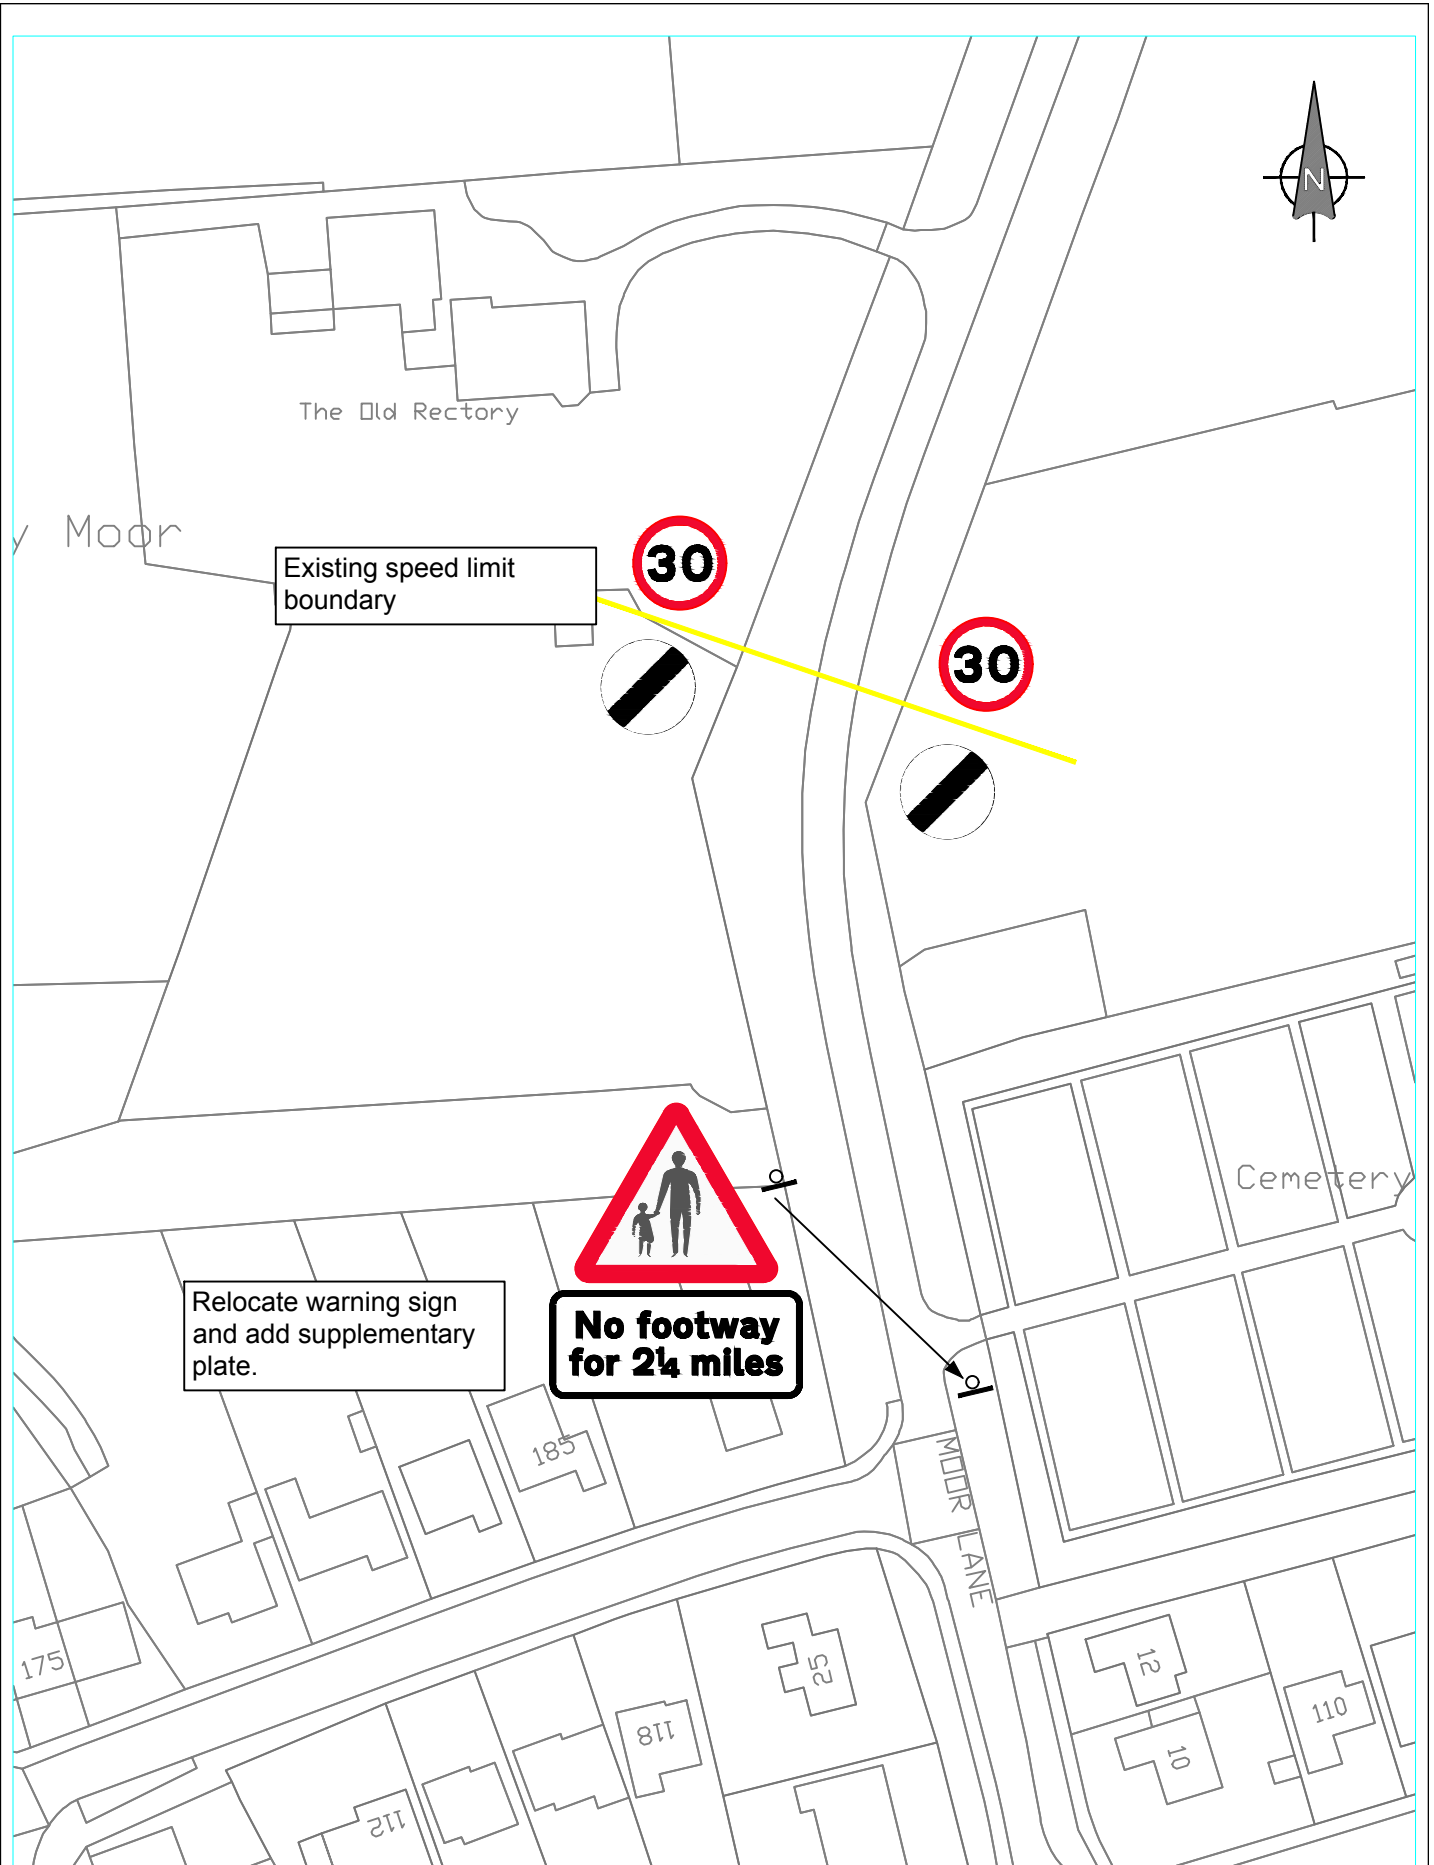 N
The Old Rectory
y Moor
Existing speed limit
boundary
30
30
Cemetery
Relocate warning sign
and add supplementary
plate.
No footway
for 2¼ miles
185
MOOR LANE
175
25
12
118
110
10
112